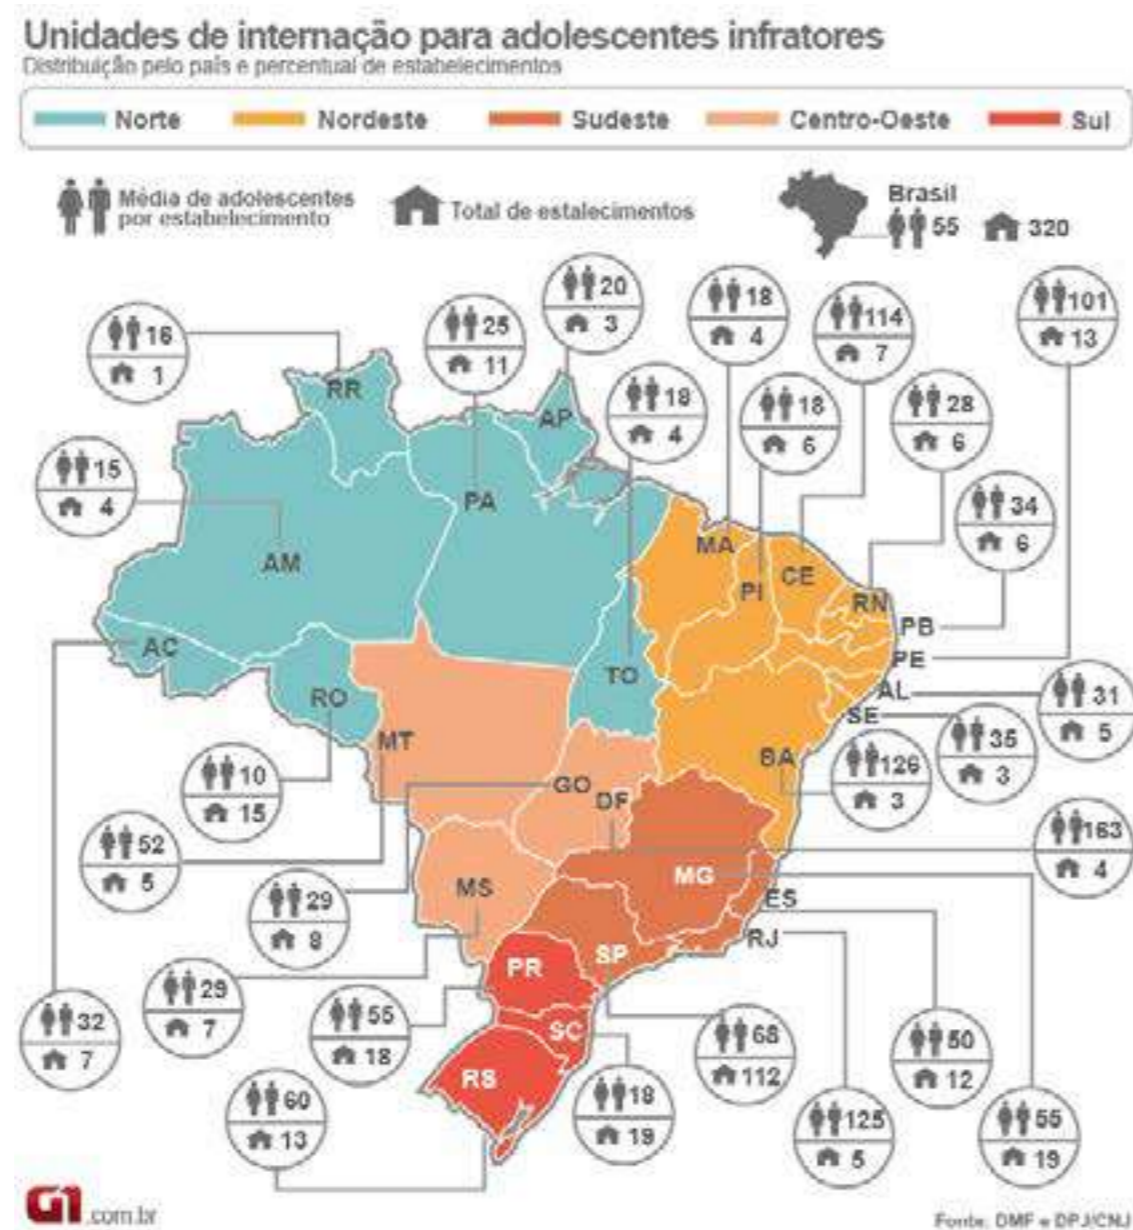 Unidades de internação para adolescentes infratores
Distribuição pelo país e percentual de estabelecimentos
Norte Nordeste Sudeste Centro-Oeste Sul
Média de adolescentes
por estabelecimento
Total de estalecimentos
Brasil
55 320
20
3
18
4
114
7
101
13
16
1
25
11
RR
AP
18
4
18
28
6
15
4
PA
34
6
AM
MA
PI
CE
RN
PB
AC
TO
PE
RO
AL
31
5
SE
35
3
MT
BA
126
3
10
15
GO
DF
163
4
52
5
MS
MG
29
ES
RJ
PR
SP
29
7
55
18
32
7
SC
68
112
50
12
RS
60
13
18
19
125
5
55
19
G1.com.br
Fonte: DMF e DPJ/CNJ